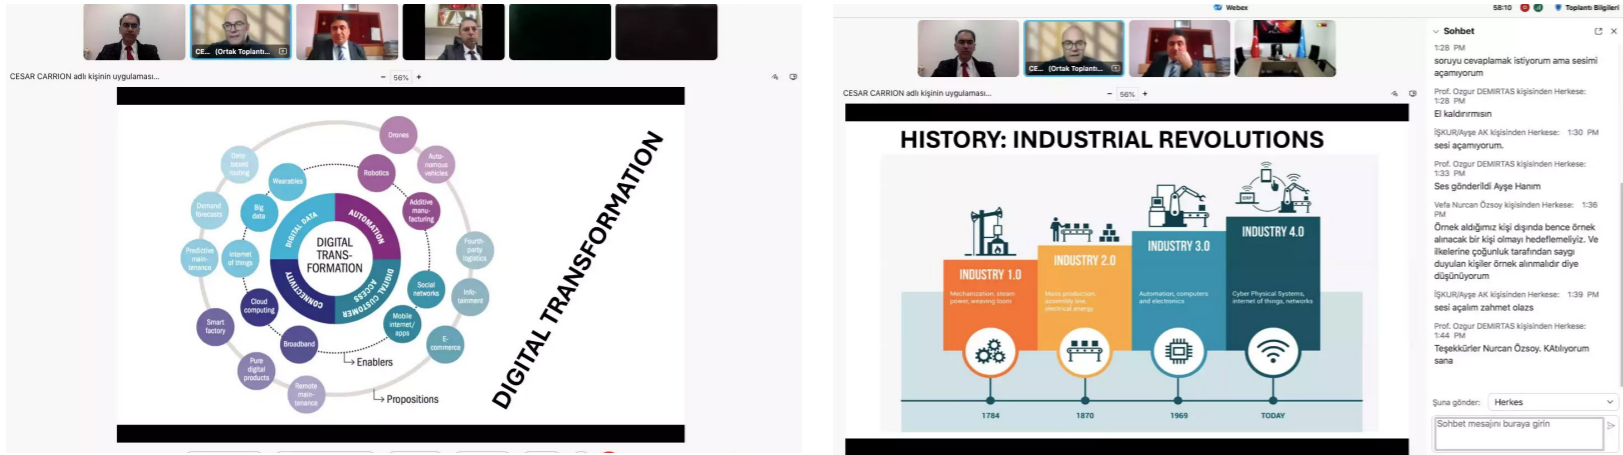 CE... (Ortak Toplantı...
CESAR CARRION adlı kişinin uygulaması...
− 56% +
Drones
Auto-
nomous
vehicles
Data-
based
routing
Wearables
Robotics
Demand
forecasts
Big
data
Additive
manu-
facturing
DIGITAL DATA
AUTOMATION
DIGITAL
TRANS-
FORMATION
CONNECTIVITY
DIGITAL CUSTOMER
ACCESS
Predictive
main-
tenance
Internet
of things
Fourth-
party
logistics
Cloud
computing
Social
networks
Info-
tainment
Smart
factory
Broadband
Mobile
internet/
apps
E-
commerce
Pure
digital
products
Remote
main-
tenance
Enablers
Propositions
DIGITAL TRANSFORMATION
Webex
58:10
Toplantı Bilgileri
CE... (Ortak Toplantı...
CESAR CARRION adlı kişinin uygulaması...
− 56% +
HISTORY: INDUSTRIAL REVOLUTIONS
ERP
INDUSTRY 1.0
Mechanization, steam
power, weaving loom
INDUSTRY 2.0
Mass production,
assembly line,
electrical energy
INDUSTRY 3.0
Automation, computers
and electronics
INDUSTRY 4.0
Cyber Physical Systems,
internet of things, networks
1784
1870
1969
TODAY
Sohbet
1:28 PM
soruyu cevaplamak istiyorum ama sesimi
açamıyorum
Prof. Ozgur DEMIRTAS kişisinden Herkese:
1:28 PM
El kaldırırmısın
İŞKUR/Ayşe AK kişisinden Herkese: 1:30 PM
sesi açamıyorum.
Prof. Ozgur DEMIRTAS kişisinden Herkese:
1:33 PM
Ses gönderildi Ayşe Hanım
Vefa Nurcan Özsoy kişisinden Herkese: 1:36
PM
Örnek aldığımız kişi dışında bence örnek
alınacak bir kişi olmayı hedeflemeliyiz. Ve
ilkelerine çoğunluk tarafından saygı
duyulan kişiler örnek alınmalıdır diye
düşünüyorum
İŞKUR/Ayşe AK kişisinden Herkese: 1:39 PM
sesi açalım zahmet olazs
Prof. Ozgur DEMIRTAS kişisinden Herkese:
1:44 PM
Teşekkürler Nurcan Özsoy. KAtılıyorum
sana
Şuna gönder: Herkes
Sohbet mesajını buraya girin